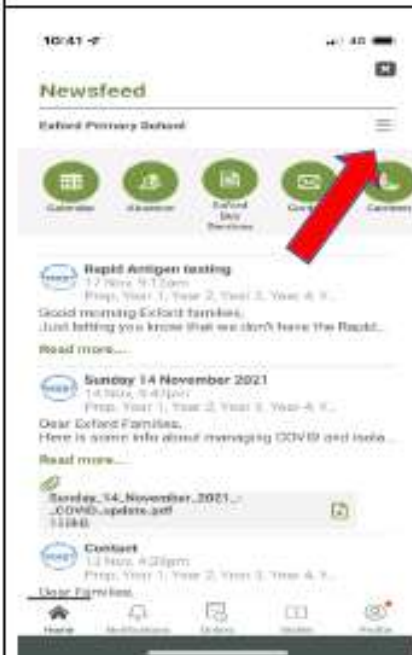 10:41
4G
Newsfeed
Exford Primary School
Calendar
Absence
Exford
Day
Services
Rapid Antigen testing
17 Nov, 9:12am
Prep, Year 1, Year 2, Year 3, Year 4, Y...
Good morning Exford families,
Just letting you know that we don't have the Rapid...
Read more...
Sunday 14 November 2021
14 Nov, 5:47pm
Prep, Year 1, Year 2, Year 3, Year 4, Y...
Dear Exford Families,
Here is some info about managing COVID and isola...
Read more...
Sunday_14_November_2021_-
_COVID_update.pdf
Contact
12 Nov, 4:20pm
Prep, Year 1, Year 2, Year 3, Year 4, Y...
Dear Families,
Home
Notifications
Profile